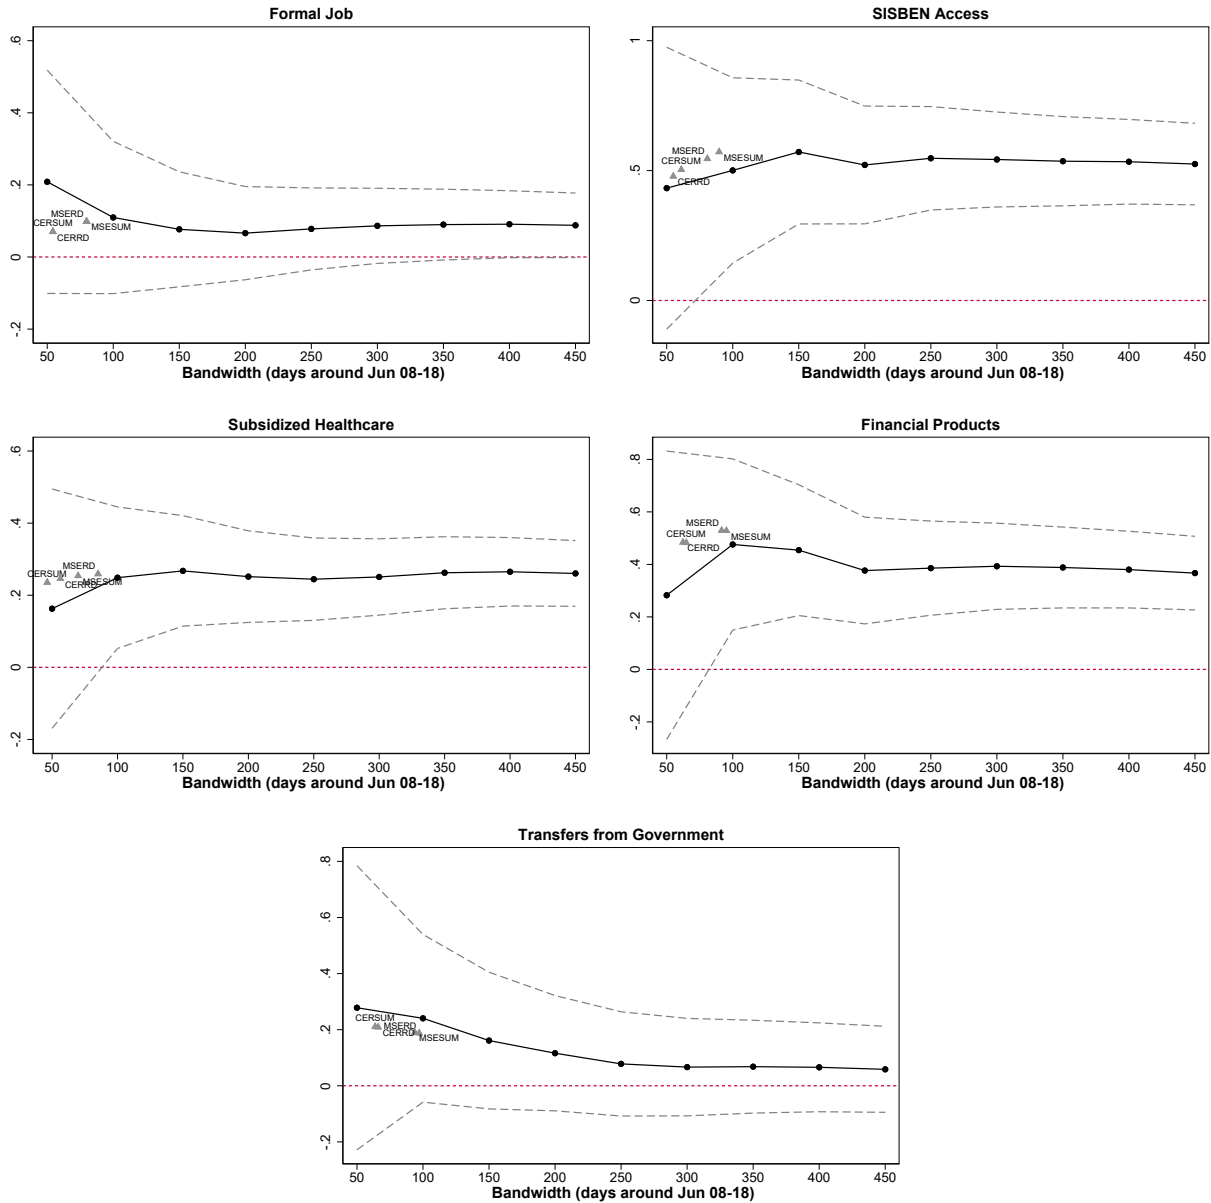 Formal Job
.6
.4
.2
0
-.2
MSERD
CERSUM
MSESUM
CERRD
50 100 150 200 250 300 350 400 450
Bandwidth (days around Jun 08-18)
SISBEN Access
1
.5
0
MSERD
CERSUM
MSESUM
CERRD
50 100 150 200 250 300 350 400 450
Bandwidth (days around Jun 08-18)
Subsidized Healthcare
.6
.4
.2
0
-.2
MSERD
CERSUM
MSESUM
CERRD
50 100 150 200 250 300 350 400 450
Bandwidth (days around Jun 08-18)
Financial Products
.8
.6
.4
.2
0
-.2
MSERD
CERSUM
MSESUM
CERRD
50 100 150 200 250 300 350 400 450
Bandwidth (days around Jun 08-18)
Transfers from Government
.8
.6
.4
.2
0
-.2
CERSUM
MSERD
CERRD
MSESUM
50 100 150 200 250 300 350 400 450
Bandwidth (days around Jun 08-18)